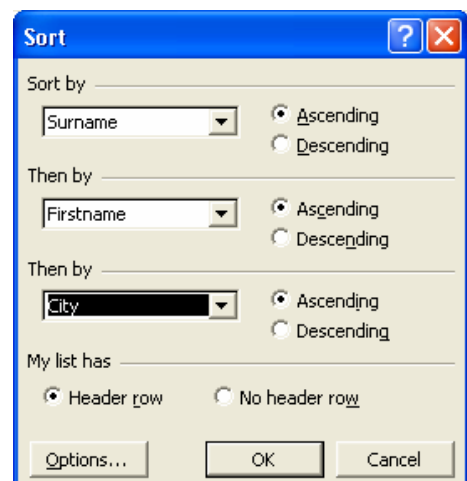 Sort
Sort by
Surname
Ascending
Descending
Then by
Firstname
Ascending
Descending
Then by
City
Ascending
Descending
My list has
Header row
No header row
Options...
OK
Cancel